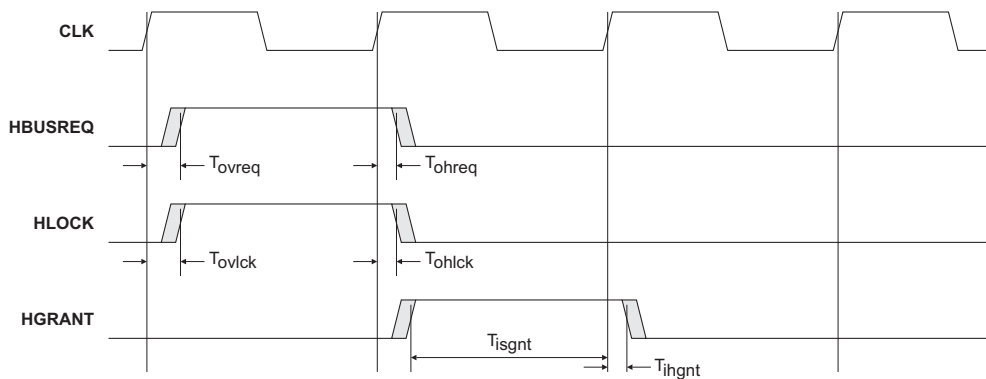 CLK
HBUSREQ
Tovreq
Tohreq
HLOCK
Tovlck
Tohlck
HGRANT
Tisgnt
Tihgnt